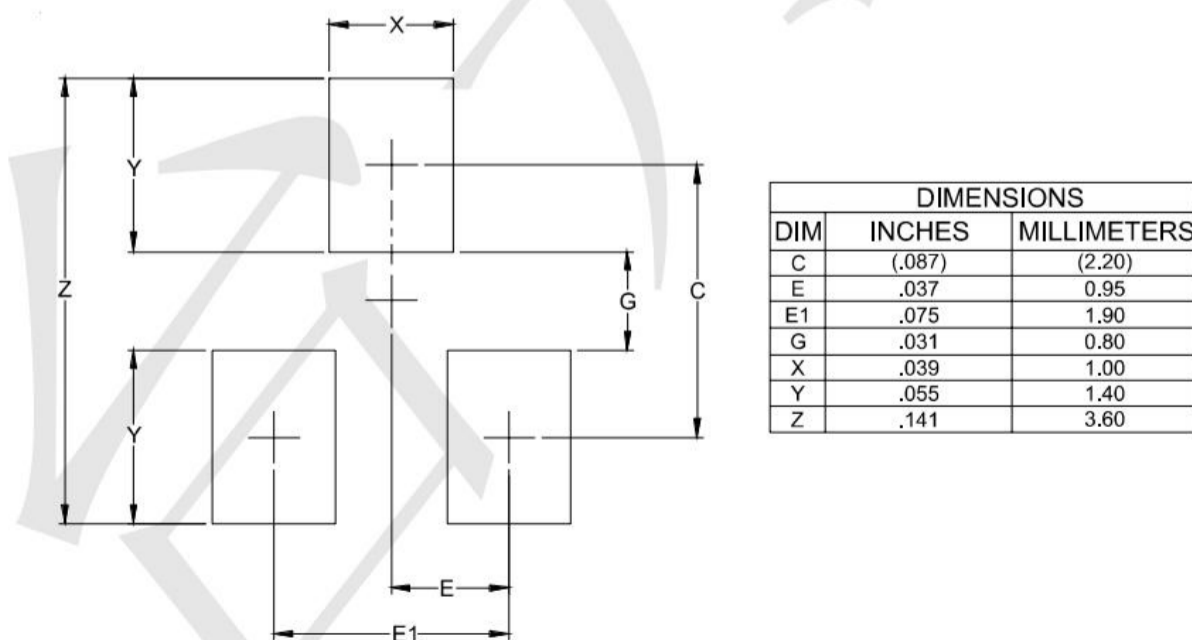 X
Y
Z
G
C
Y
E
E1
DIMENSIONS
DIM INCHES MILLIMETERS
C (.087) (2.20)
E .037 0.95
E1 .075 1.90
G .031 0.80
X .039 1.00
Y .055 1.40
Z .141 3.60